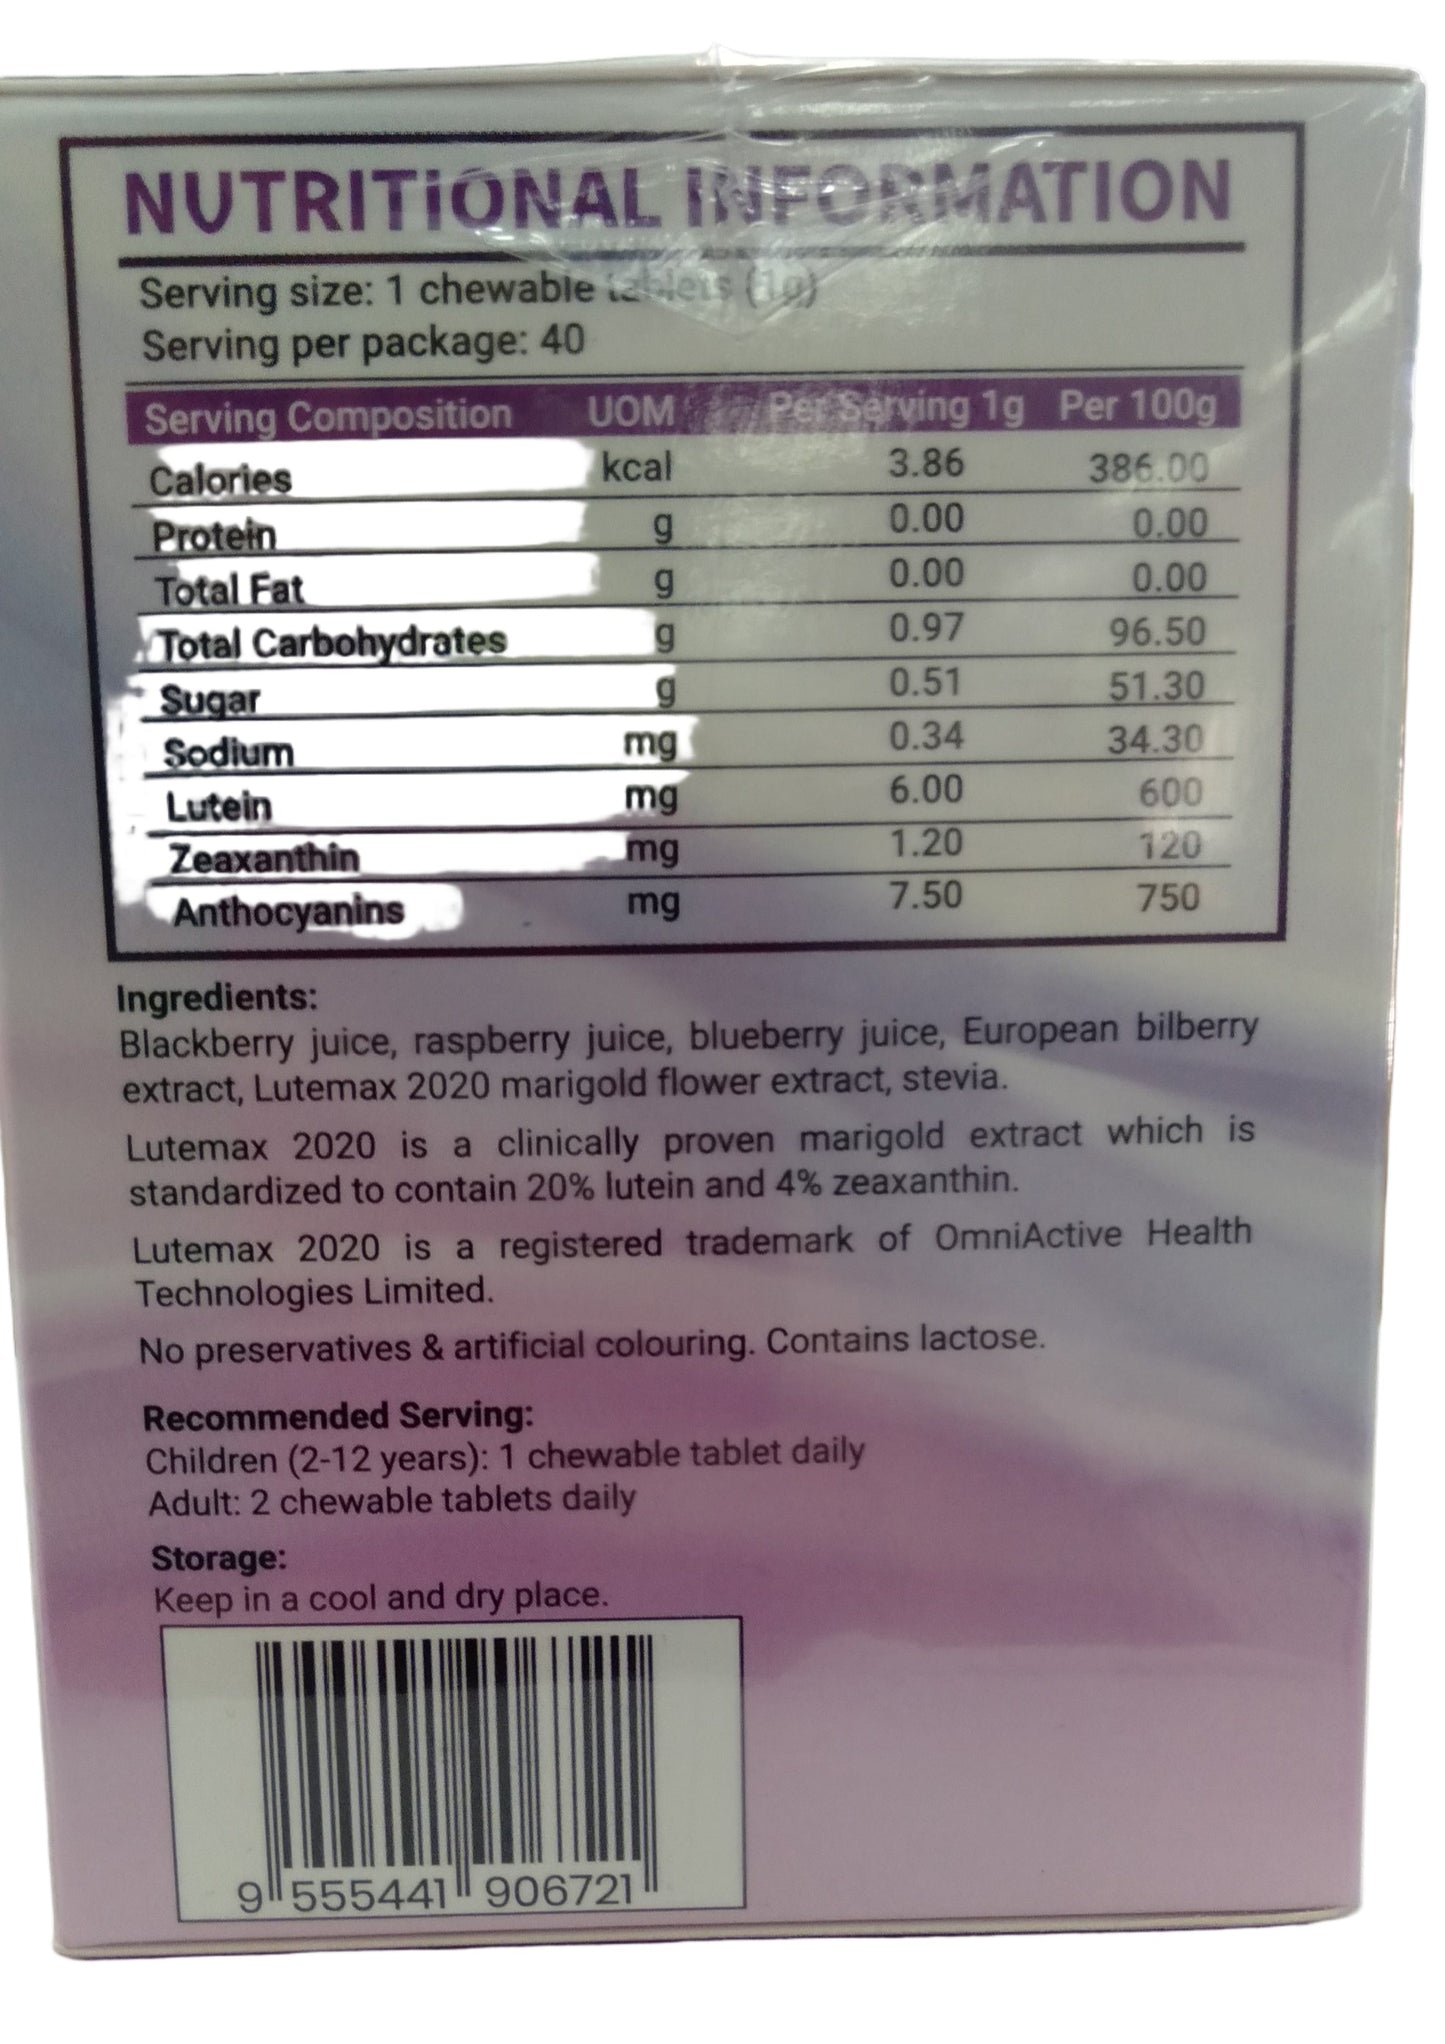 NUTRITIONAL INFORMATION
Serving size: 1 chewable tablets (1g)
Serving per package: 40
Serving Composition UOM Per Serving 1g Per 100g
Calories kcal 3.86 386.00
Protein g 0.00 0.00
Total Fat g 0.00 0.00
Total Carbohydrates g 0.97 96.50
Sugar g 0.51 51.30
Sodium mg 0.34 34.30
Lutein mg 6.00 600
Zeaxanthin mg 1.20 120
Anthocyanins mg 7.50 750
Ingredients:
Blackberry juice, raspberry juice, blueberry juice, European bilberry
extract, Lutemax 2020 marigold flower extract, stevia.
Lutemax 2020 is a clinically proven marigold extract which is
standardized to contain 20% lutein and 4% zeaxanthin.
Lutemax 2020 is a registered trademark of OmniActive Health
Technologies Limited.
No preservatives & artificial colouring. Contains lactose.
Recommended Serving:
Children (2-12 years): 1 chewable tablet daily
Adult: 2 chewable tablets daily
Storage:
Keep in a cool and dry place.
9 555441 906721